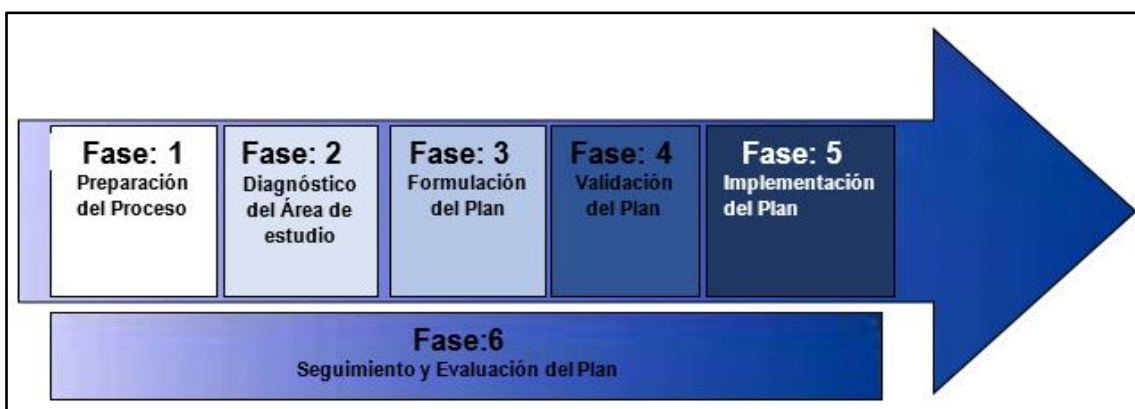 Fase: 1
Preparación
del Proceso
Fase: 2
Diagnóstico
del Área de
estudio
Fase: 3
Formulación
del Plan
Fase: 4
Validación
del Plan
Fase: 5
Implementación
del Plan
Fase:6
Seguimiento y Evaluación del Plan